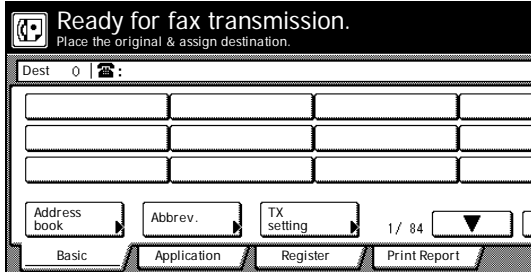 Ready for fax transmission.
Place the original & assign destination.
Dest 0 ☎:
Address book
Abbrev.
TX setting
1/ 84
Basic
Application
Register
Print Report